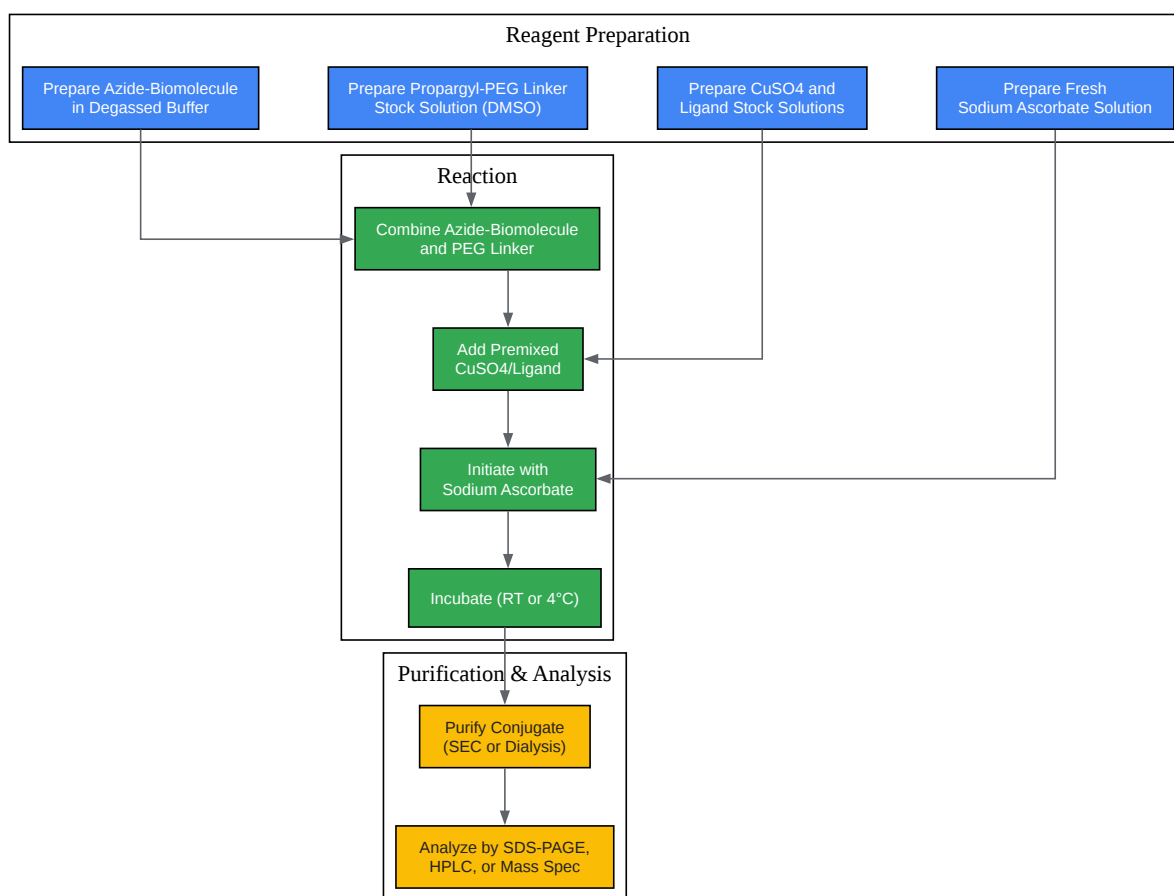 Reagent Preparation
Prepare Azide-Biomolecule
in Degassed Buffer
Prepare Propargyl-PEG Linker
Stock Solution (DMSO)
Prepare CuSO4 and
Ligand Stock Solutions
Prepare Fresh
Sodium Ascorbate Solution
Reaction
Combine Azide-Biomolecule
and PEG Linker
Add Premixed
CuSO4/Ligand
Initiate with
Sodium Ascorbate
Incubate (RT or 4°C)
Purification & Analysis
Purify Conjugate
(SEC or Dialysis)
Analyze by SDS-PAGE,
HPLC, or Mass Spec